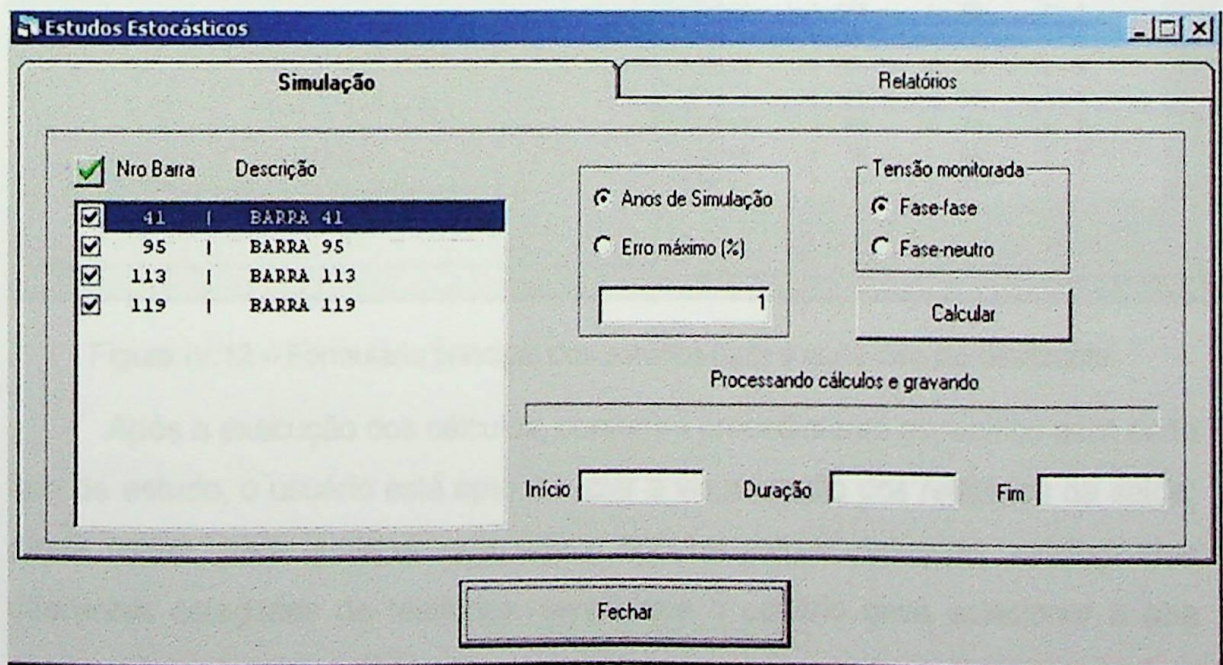 Estudos Estocásticos
Simulação
Relatórios
Nro Barra Descrição
41 | BARRA 41
95 | BARRA 95
113 | BARRA 113
119 | BARRA 119
Anos de Simulação
Erro máximo (%)
1
Tensão monitorada
Fase-fase
Fase-neutro
Calcular
Processando cálculos e gravando
Início
Duração
Fim
Fechar